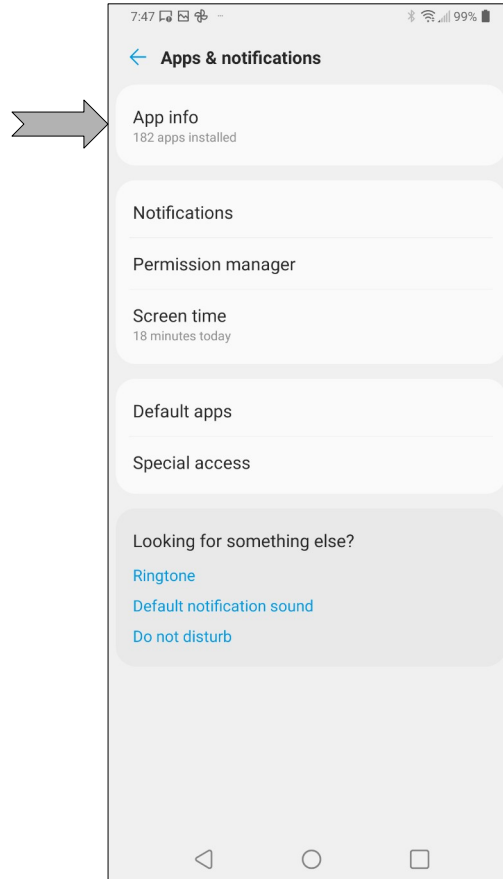 7:47
99%
Apps & notifications
App info
182 apps installed
Notifications
Permission manager
Screen time
18 minutes today
Default apps
Special access
Looking for something else?
Ringtone
Default notification sound
Do not disturb